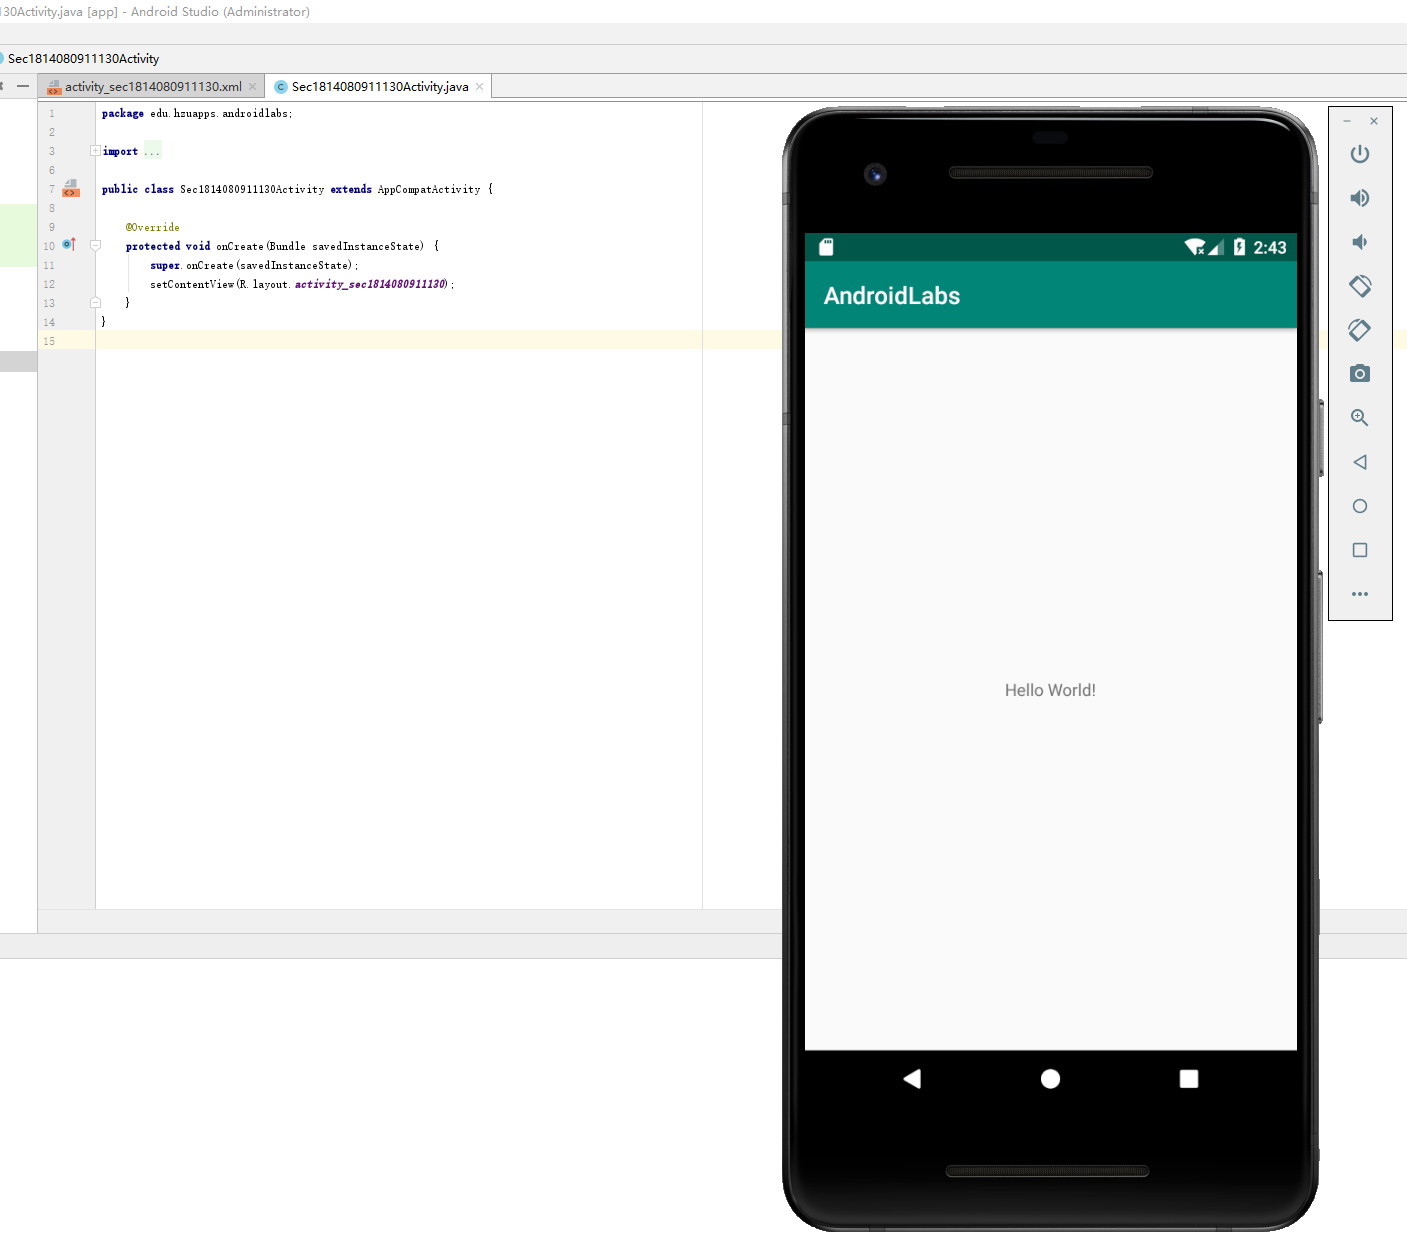 130Activity.java [app] - Android Studio (Administrator)
Sec1814080911130Activity
activity_sec1814080911130.xml
Sec1814080911130Activity.java
1 package edu.hzuapps.androidlabs;
2
3 import ...
6
7 public class Sec1814080911130Activity extends AppCompatActivity {
8
9 @Override
10 protected void onCreate(Bundle savedInstanceState) {
11 super.onCreate(savedInstanceState);
12 setContentView(R.layout.activity_sec1814080911130);
13 }
14 }
15
2:43
AndroidLabs
Hello World!